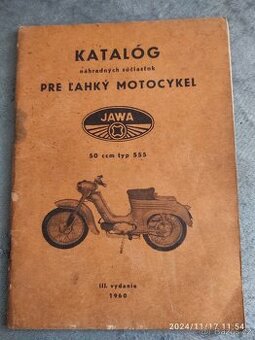 KATALÓG
náhradných súčiastok
PRE ĽAHKÝ MOTOCYKEL
JAWA
50 ccm typ 555
III. vydanie
1960
2024/11/17 11:54